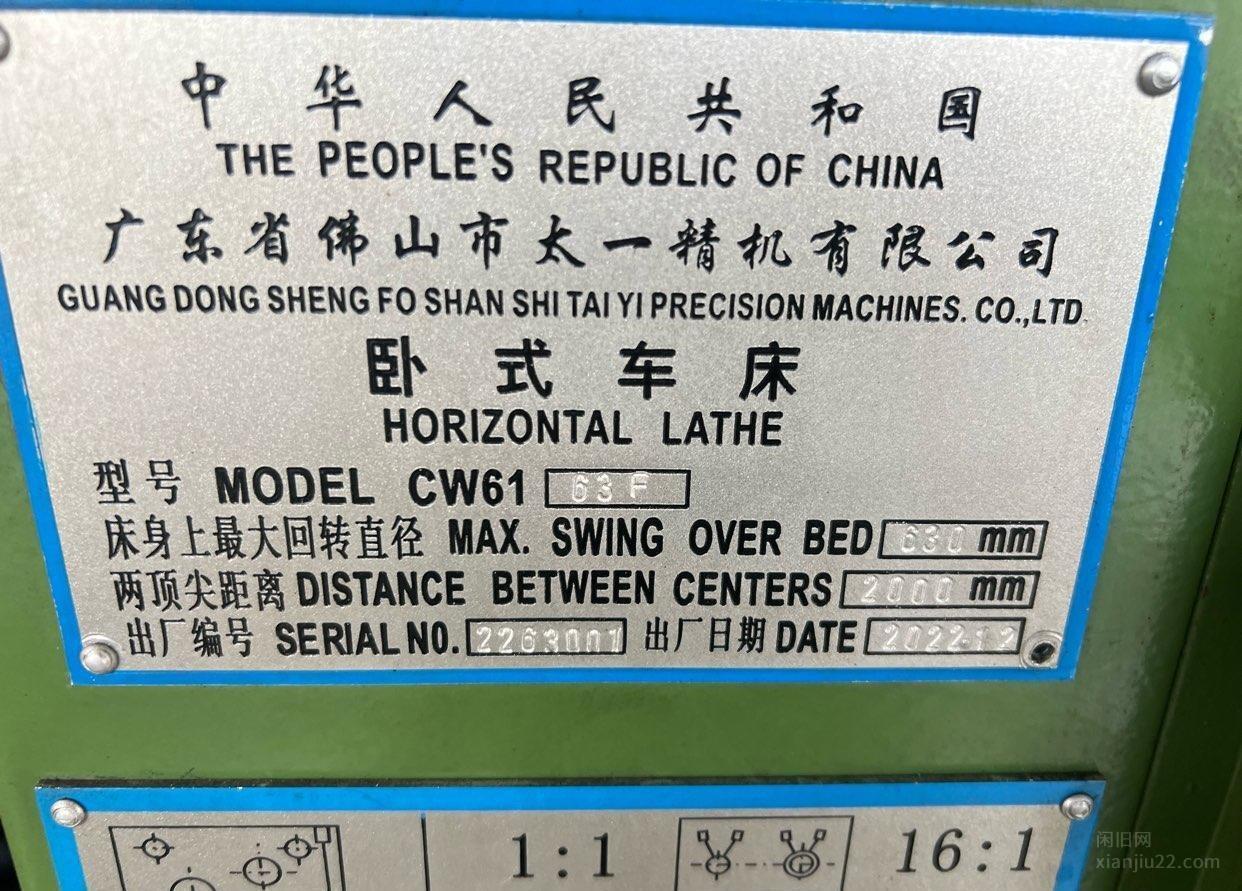 中华人民共和国
THE PEOPLE'S REPUBLIC OF CHINA
广东省佛山市太一精机有限公司
GUANG DONG SHENG FO SHAN SHI TAI YI PRECISION MACHINES. CO.,LTD.
卧式车床
HORIZONTAL LATHE
型号 MODEL CW61 63F
床身上最大回转直径 MAX. SWING OVER BED 630 mm
两顶尖距离 DISTANCE BETWEEN CENTERS 2000 mm
出厂编号 SERIAL NO. 2263001 出厂日期 DATE 2022.12
1:1 16:1
闲旧网
xianjiu22.com